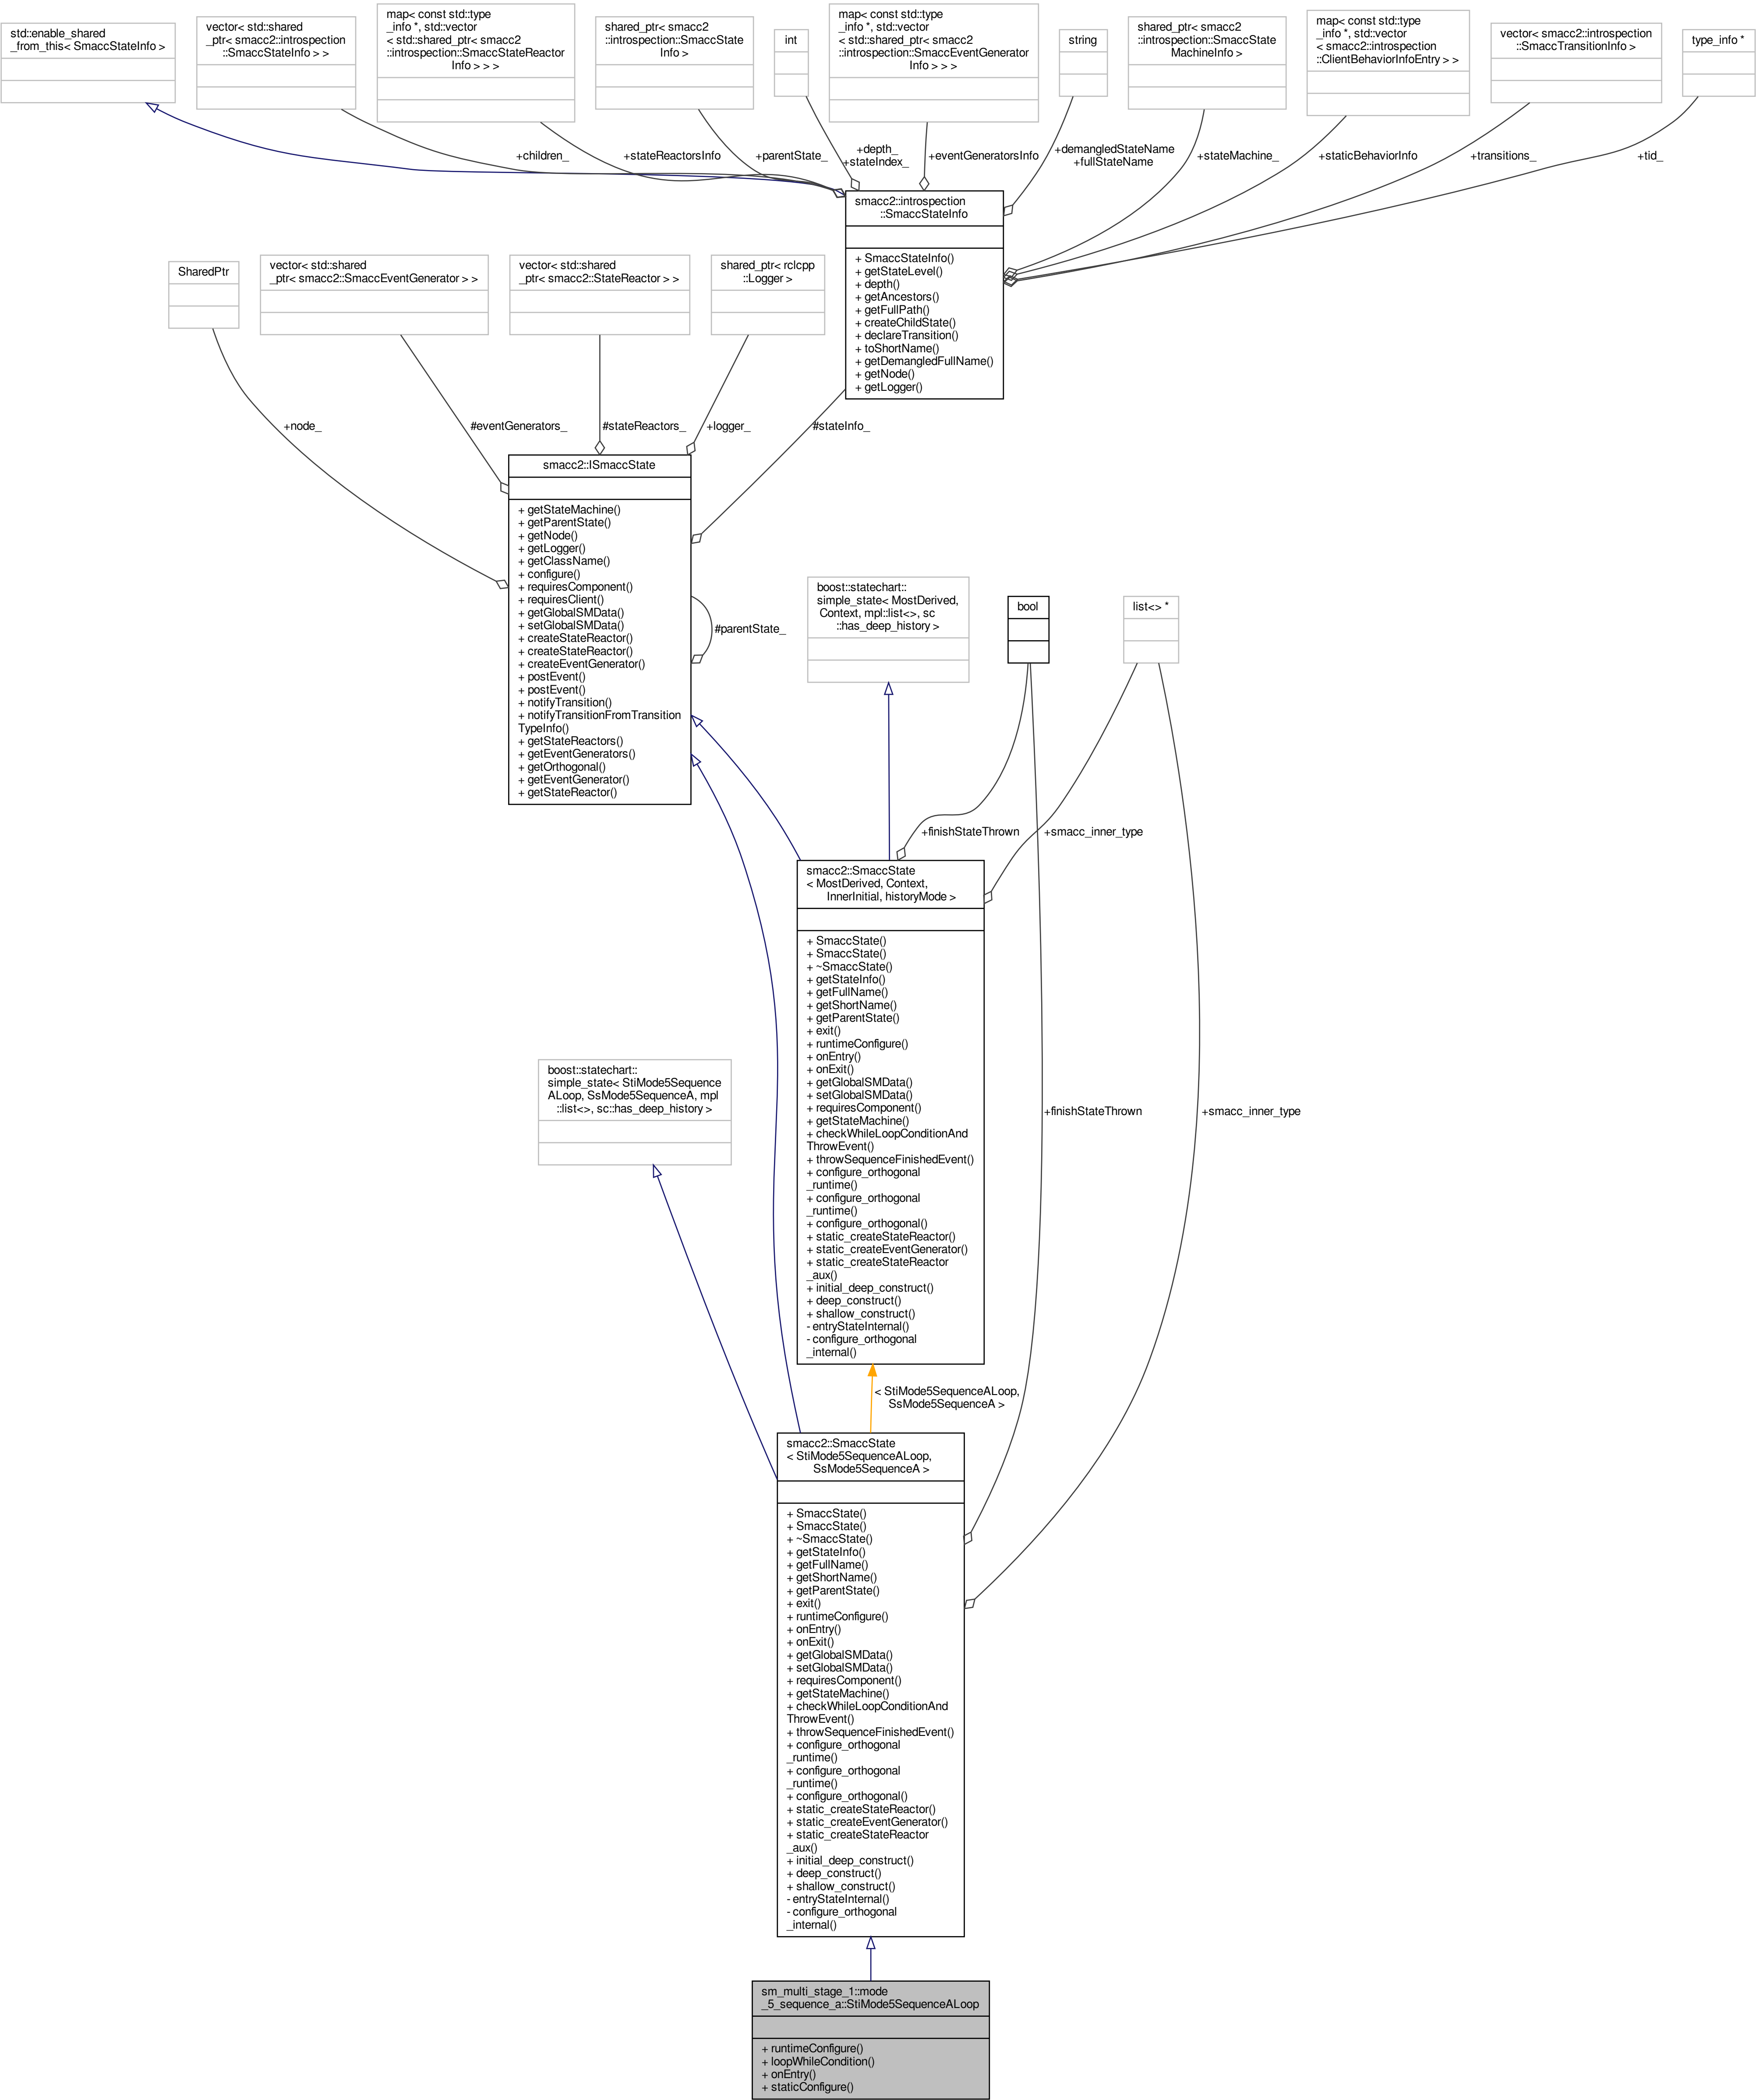 std::enable_shared
_from_this< SmaccStateInfo >
vector< std::shared
_ptr< smacc2::introspection
::SmaccStateInfo > >
map< const std::type
_info *, std::vector
< std::shared_ptr< smacc2
::introspection::SmaccStateReactor
Info > > >
shared_ptr< smacc2
::introspection::SmaccState
Info >
int
map< const std::type
_info *, std::vector
< std::shared_ptr< smacc2
::introspection::SmaccEventGenerator
Info > > >
string
shared_ptr< smacc2
::introspection::SmaccState
MachineInfo >
map< const std::type
_info *, std::vector
< smacc2::introspection
::ClientBehaviorInfoEntry > >
vector< smacc2::introspection
::SmaccTransitionInfo >
type_info *
+children_
+stateReactorsInfo
+parentState_
+depth_
+stateIndex_
+eventGeneratorsInfo
+demangledStateName
+fullStateName
+stateMachine_
+staticBehaviorInfo
+transitions_
+tid_
smacc2::introspection
::SmaccStateInfo
+ SmaccStateInfo()
+ getStateLevel()
+ depth()
+ getAncestors()
+ getFullPath()
+ createChildState()
+ declareTransition()
+ toShortName()
+ getDemangledFullName()
+ getNode()
+ getLogger()
SharedPtr
vector< std::shared
_ptr< smacc2::SmaccEventGenerator > >
vector< std::shared
_ptr< smacc2::StateReactor > >
shared_ptr< rclcpp
::Logger >
+node_
#eventGenerators_
#stateReactors_
+logger_
#stateInfo_
smacc2::ISmaccState
+ getStateMachine()
+ getParentState()
+ getNode()
+ getLogger()
+ getClassName()
+ configure()
+ requiresComponent()
+ requiresClient()
+ getGlobalSMData()
+ setGlobalSMData()
+ createStateReactor()
+ createStateReactor()
+ createEventGenerator()
+ postEvent()
+ postEvent()
+ notifyTransition()
+ notifyTransitionFromTransition
TypeInfo()
+ getStateReactors()
+ getEventGenerators()
+ getOrthogonal()
+ getEventGenerator()
+ getStateReactor()
#parentState_
boost::statechart::
simple_state< MostDerived,
Context, mpl::list<>, sc
::has_deep_history >
bool
list<> *
+finishStateThrown
+smacc_inner_type
smacc2::SmaccState
< MostDerived, Context,
InnerInitial, historyMode >
+ SmaccState()
+ SmaccState()
+ ~SmaccState()
+ getStateInfo()
+ getFullName()
+ getShortName()
+ getParentState()
+ exit()
+ runtimeConfigure()
+ onEntry()
+ onExit()
+ getGlobalSMData()
+ setGlobalSMData()
+ requiresComponent()
+ getStateMachine()
+ checkWhileLoopConditionAnd
ThrowEvent()
+ throwSequenceFinishedEvent()
+ configure_orthogonal
_runtime()
+ configure_orthogonal
_runtime()
+ configure_orthogonal()
+ static_createStateReactor()
+ static_createEventGenerator()
+ static_createStateReactor
_aux()
+ initial_deep_construct()
+ deep_construct()
+ shallow_construct()
- entryStateInternal()
- configure_orthogonal
_internal()
boost::statechart::
simple_state< StiMode5Sequence
ALoop, SsMode5SequenceA, mpl
::list<>, sc::has_deep_history >
+finishStateThrown
+smacc_inner_type
< StiMode5SequenceALoop,
SsMode5SequenceA >
smacc2::SmaccState
< StiMode5SequenceALoop,
SsMode5SequenceA >
+ SmaccState()
+ SmaccState()
+ ~SmaccState()
+ getStateInfo()
+ getFullName()
+ getShortName()
+ getParentState()
+ exit()
+ runtimeConfigure()
+ onEntry()
+ onExit()
+ getGlobalSMData()
+ setGlobalSMData()
+ requiresComponent()
+ getStateMachine()
+ checkWhileLoopConditionAnd
ThrowEvent()
+ throwSequenceFinishedEvent()
+ configure_orthogonal
_runtime()
+ configure_orthogonal
_runtime()
+ configure_orthogonal()
+ static_createStateReactor()
+ static_createEventGenerator()
+ static_createStateReactor
_aux()
+ initial_deep_construct()
+ deep_construct()
+ shallow_construct()
- entryStateInternal()
- configure_orthogonal
_internal()
sm_multi_stage_1::mode
_5_sequence_a::StiMode5SequenceALoop
+ runtimeConfigure()
+ loopWhileCondition()
+ onEntry()
+ staticConfigure()